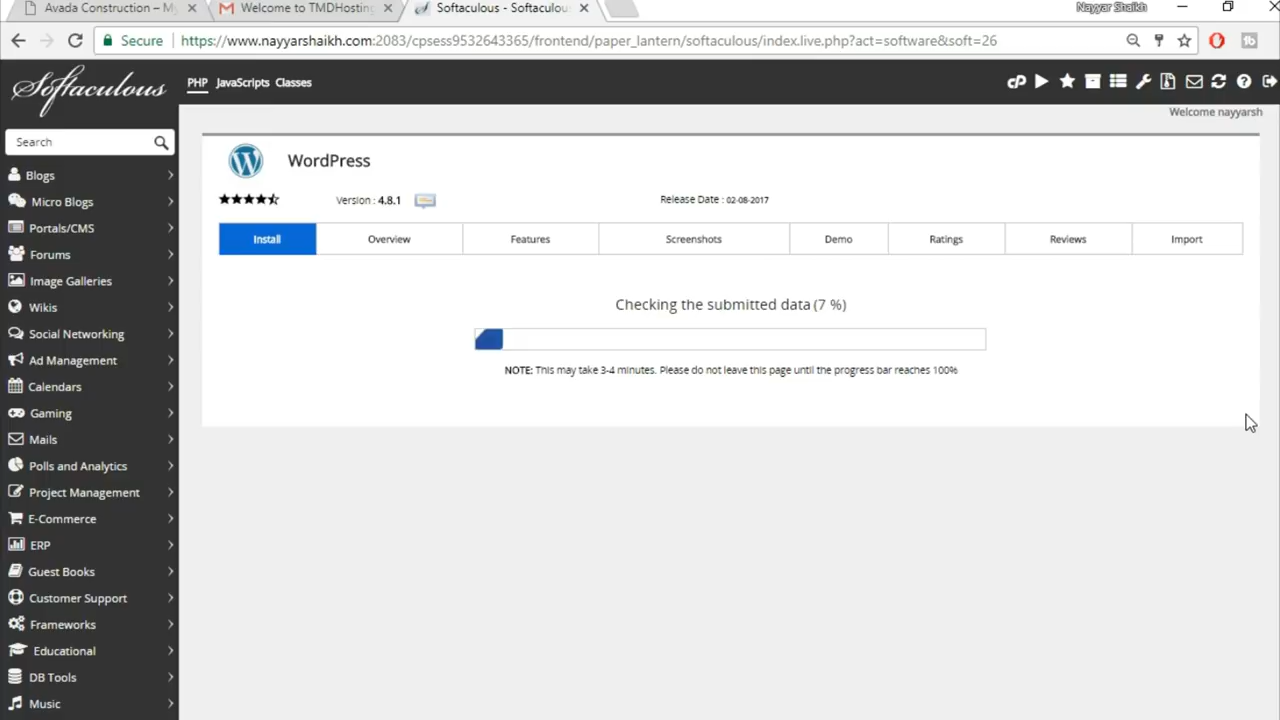 Avada Construction – My
Welcome to TMDHosting
Softaculous - Softaculou
Nayyar Shaikh
Secure
https://www.nayyarshaikh.com:2083/cpsess9532643365/frontend/paper_lantern/softaculous/index.live.php?act=software&soft=26
Softaculous
PHP JavaScripts Classes
cP
Welcome nayyarsh
Search
Blogs
Micro Blogs
Portals/CMS
Forums
Image Galleries
Wikis
Social Networking
Ad Management
Calendars
Gaming
Mails
Polls and Analytics
Project Management
E-Commerce
ERP
Guest Books
Customer Support
Frameworks
Educational
DB Tools
Music
WordPress
Version : 4.8.1
Release Date : 02-08-2017
Install Overview Features Screenshots Demo Ratings Reviews Import
Checking the submitted data (7 %)
NOTE: This may take 3-4 minutes. Please do not leave this page until the progress bar reaches 100%